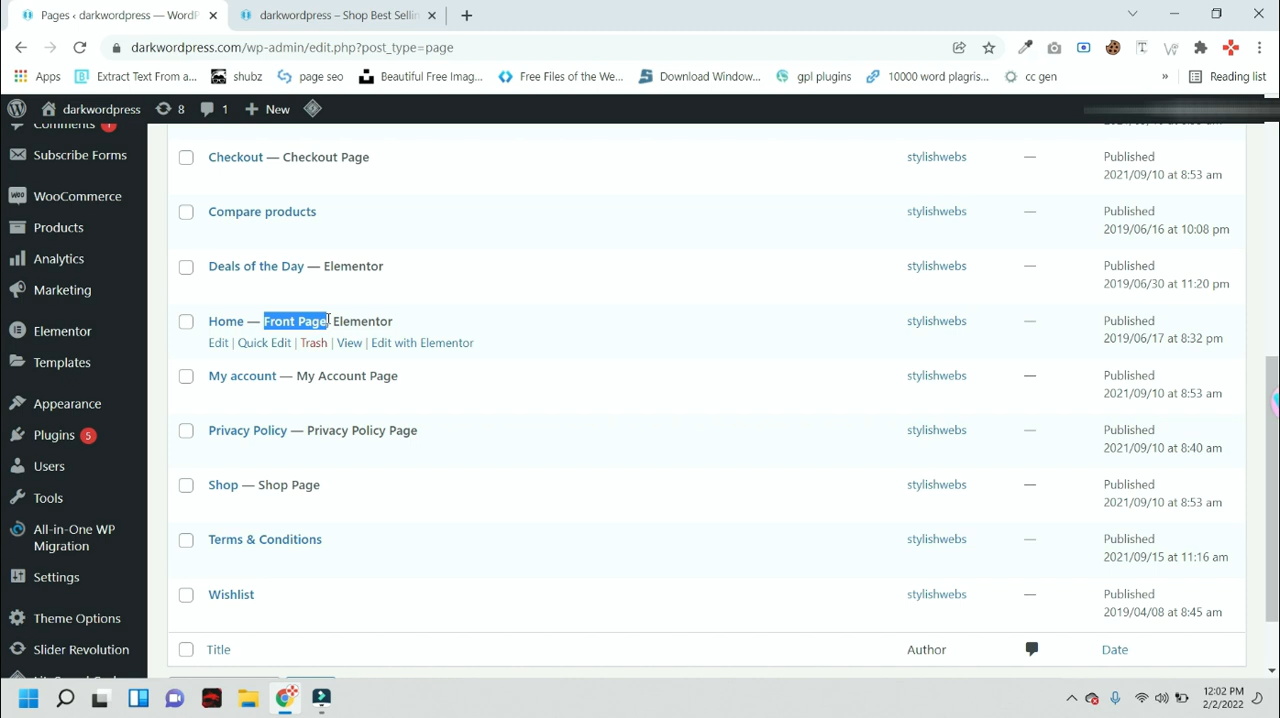 Pages ‹ darkwordpress — WordP
darkwordpress – Shop Best Sellin
darkwordpress.com/wp-admin/edit.php?post_type=page
Apps
Extract Text From a...
shubz
page seo
Beautiful Free Imag...
Free Files of the We...
Download Window...
gpl plugins
10000 word plagris...
cc gen
»
Reading list
darkwordpress
8
1
New
Comments
Subscribe Forms
WooCommerce
Products
Analytics
Marketing
Elementor
Templates
Appearance
Plugins 5
Users
Tools
All-in-One WP
Migration
Settings
Theme Options
Slider Revolution
Checkout — Checkout Page
stylishwebs
—
Published
2021/09/10 at 8:53 am
Compare products
stylishwebs
—
Published
2019/06/16 at 10:08 pm
Deals of the Day — Elementor
stylishwebs
—
Published
2019/06/30 at 11:20 pm
Home — Front Page, Elementor
Edit | Quick Edit | Trash | View | Edit with Elementor
stylishwebs
—
Published
2019/06/17 at 8:32 pm
My account — My Account Page
stylishwebs
—
Published
2021/09/10 at 8:53 am
Privacy Policy — Privacy Policy Page
stylishwebs
—
Published
2021/09/10 at 8:40 am
Shop — Shop Page
stylishwebs
—
Published
2021/09/10 at 8:53 am
Terms & Conditions
stylishwebs
—
Published
2021/09/15 at 11:16 am
Wishlist
stylishwebs
—
Published
2019/04/08 at 8:45 am
Title
Author
Date
12:02 PM
2/2/2022